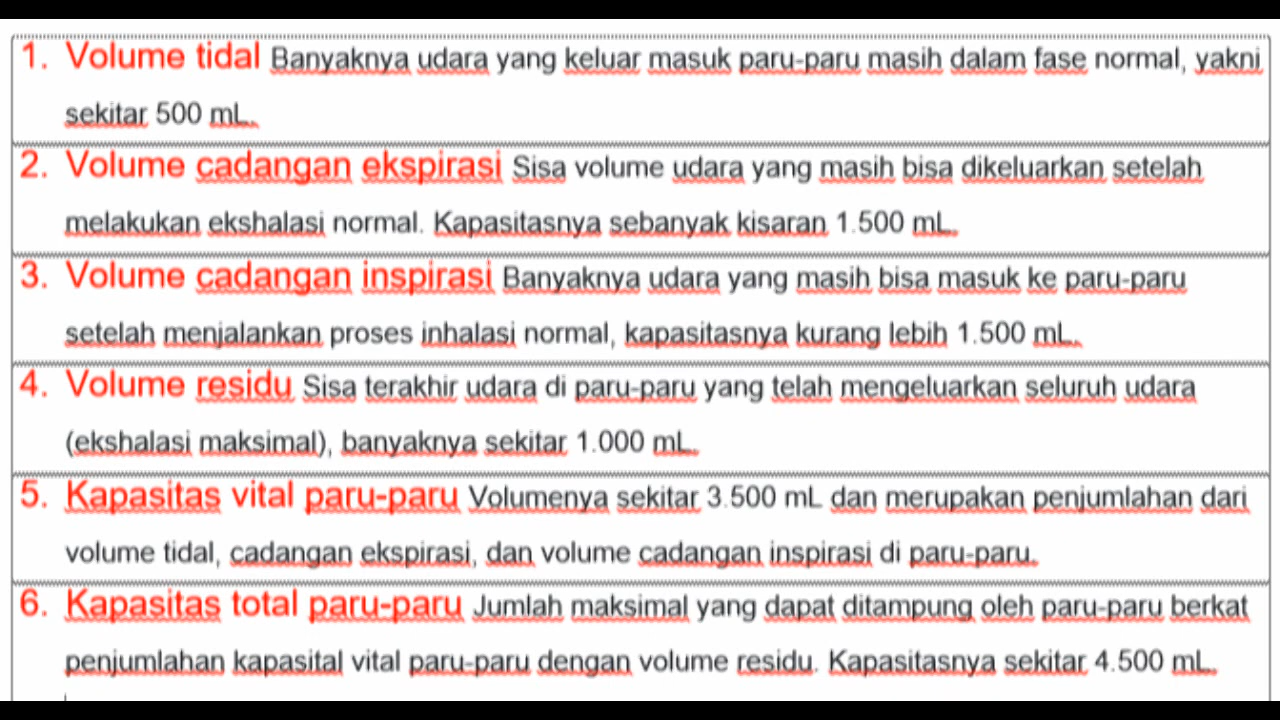 1. Volume tidal Banyaknya udara yang keluar masuk paru-paru masih dalam fase normal, yakni
sekitar 500 mL.
2. Volume cadangan ekspirasi Sisa volume udara yang masih bisa dikeluarkan setelah
melakukan ekshalasi normal. Kapasitasnya sebanyak kisaran 1.500 mL.
3. Volume cadangan inspirasi Banyaknya udara yang masih bisa masuk ke paru-paru
setelah menjalankan proses inhalasi normal, kapasitasnya kurang lebih 1.500 mL.
4. Volume residu Sisa terakhir udara di paru-paru yang telah mengeluarkan seluruh udara
(ekshalasi maksimal), banyaknya sekitar 1.000 mL.
5. Kapasitas vital paru-paru Volumenya sekitar 3.500 mL dan merupakan penjumlahan dari
volume tidal, cadangan ekspirasi, dan volume cadangan inspirasi di paru-paru.
6. Kapasitas total paru-paru Jumlah maksimal yang dapat ditampung oleh paru-paru berkat
penjumlahan kapasital vital paru-paru dengan volume residu. Kapasitasnya sekitar 4.500 mL.